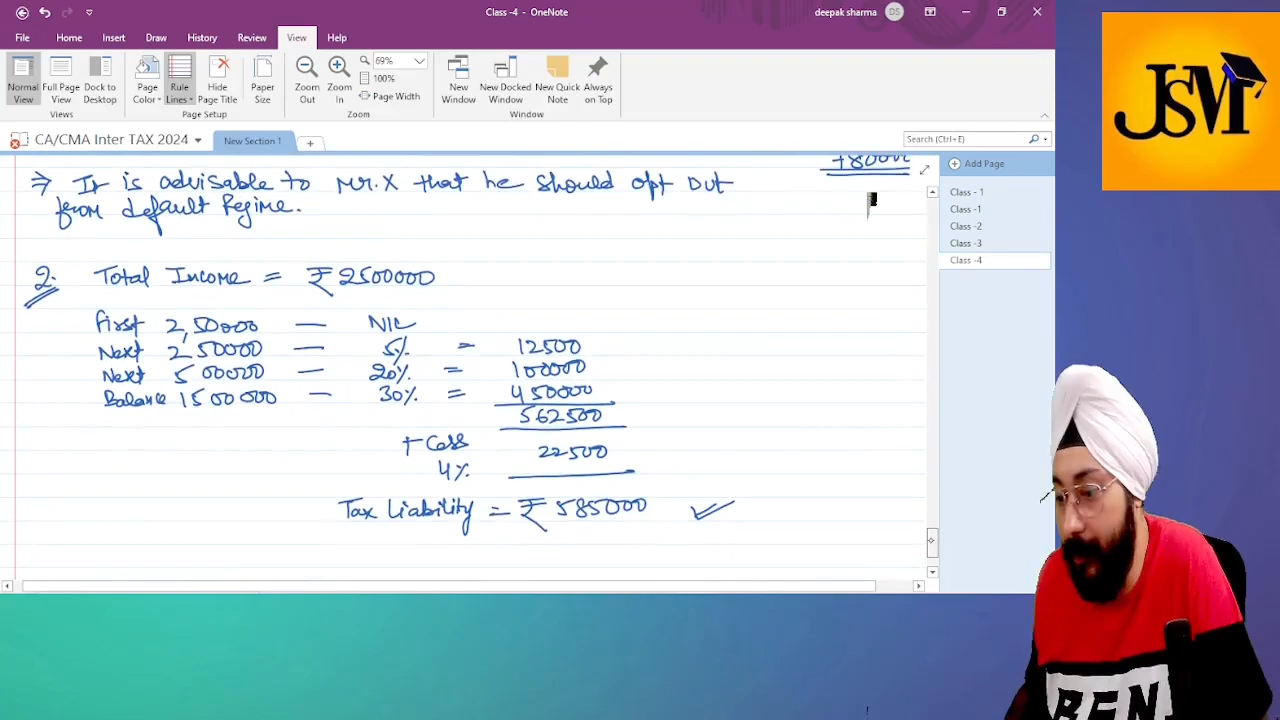 Class -4 - OneNote
deepak sharma DS
File Home Insert Draw History Review View Help
Normal View
Full Page View
Dock to Desktop
Views
Page Color
Rule Lines
Hide Page Title
Paper Size
Page Setup
Zoom Out
Zoom In
69%
100%
Page Width
Zoom
New Window
New Docked Window
New Quick Note
Always on Top
Window
CA/CMA Inter TAX 2024
New Section 1
Search (Ctrl+E)
Add Page
Class - 1
Class -1
Class -2
Class -3
Class -4
JSM
⇒ It is advisable to Mr. X that he should opt out
from default Regime.
2. Total Income = ₹ 2500000
First 2,50000 — NIL
Next 2 50000 — 5% = 12500
Next 5 00000 — 20% = 100000
Balance 1500000 — 30% = 450000
562500
+ Cess 22500
4%
Tax Liability = ₹ 585000 ✓